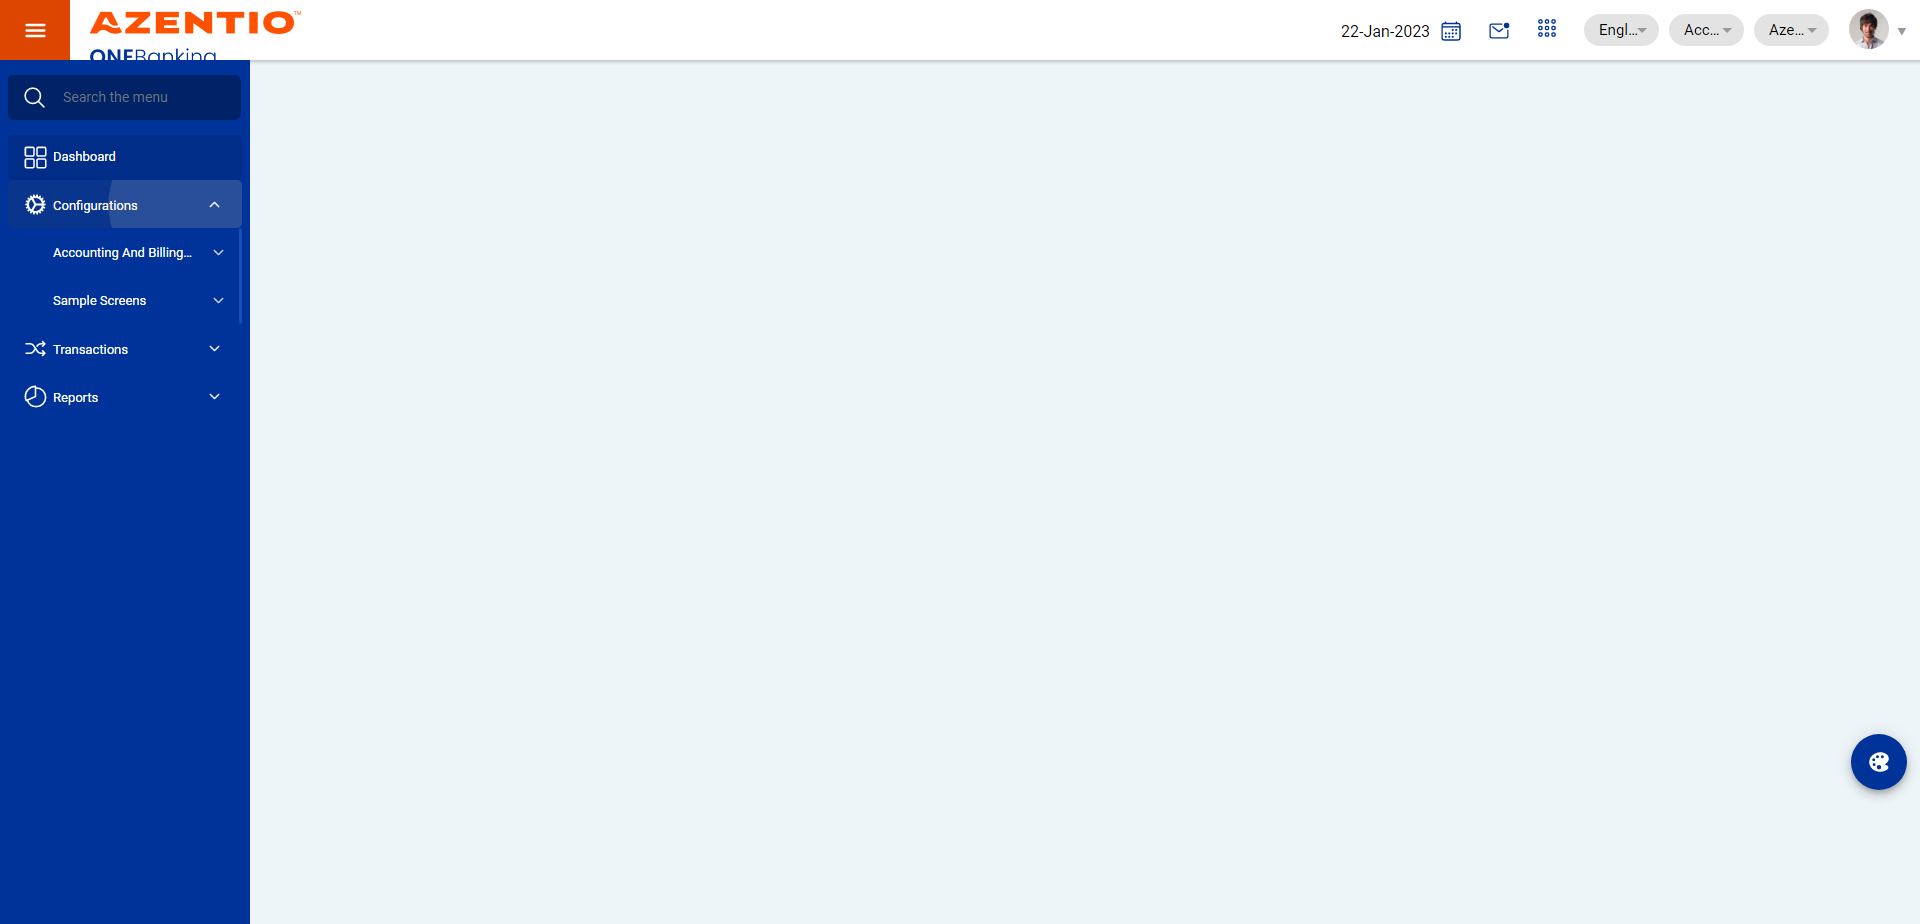 AZENTIO™
ONEBanking
22-Jan-2023
Engl...
Acc...
Aze...
Search the menu
Dashboard
Configurations
Accounting And Billing...
Sample Screens
Transactions
Reports